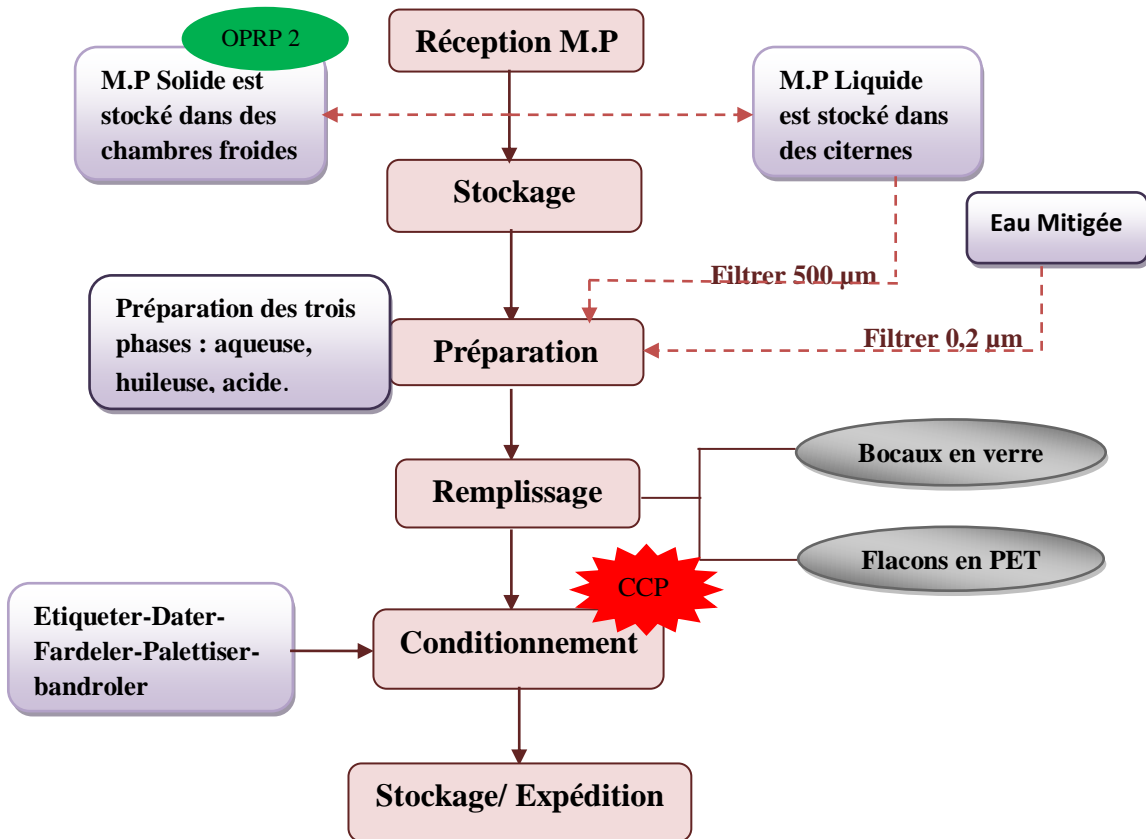 OPRP 2
Réception M.P
M.P Solide est
stocké dans des
chambres froides
M.P Liquide
est stocké dans
des citernes
Stockage
Eau Mitigée
Filtrer 500 µm
Préparation des trois
phases : aqueuse,
huileuse, acide.
Préparation
Filtrer 0,2 µm
Bocaux en verre
Remplissage
Flacons en PET
CCP
Etiqueter-Dater-
Fardeler-Palettiser-
bandroler
Conditionnement
Stockage/ Expédition